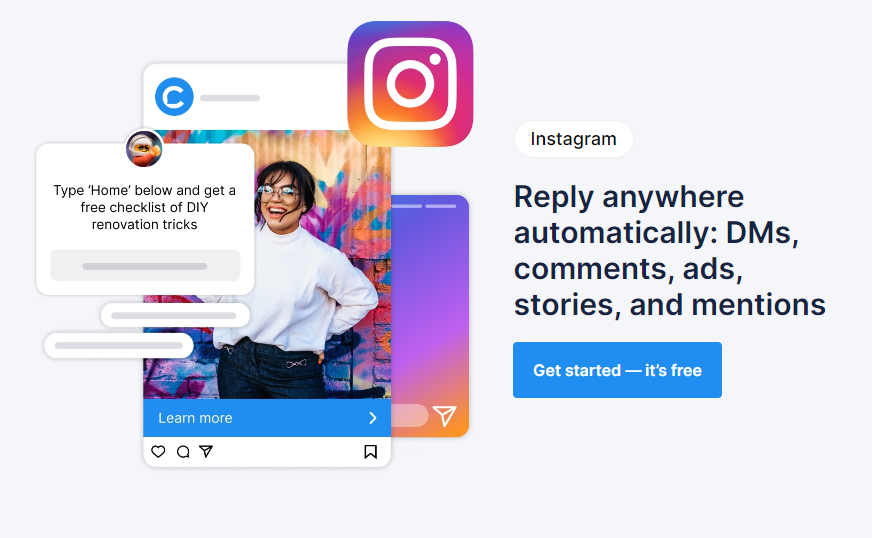 Type ‘Home’ below and get a
free checklist of DIY
renovation tricks
Learn more
Instagram
Reply anywhere
automatically: DMs,
comments, ads,
stories, and mentions
Get started — it’s free